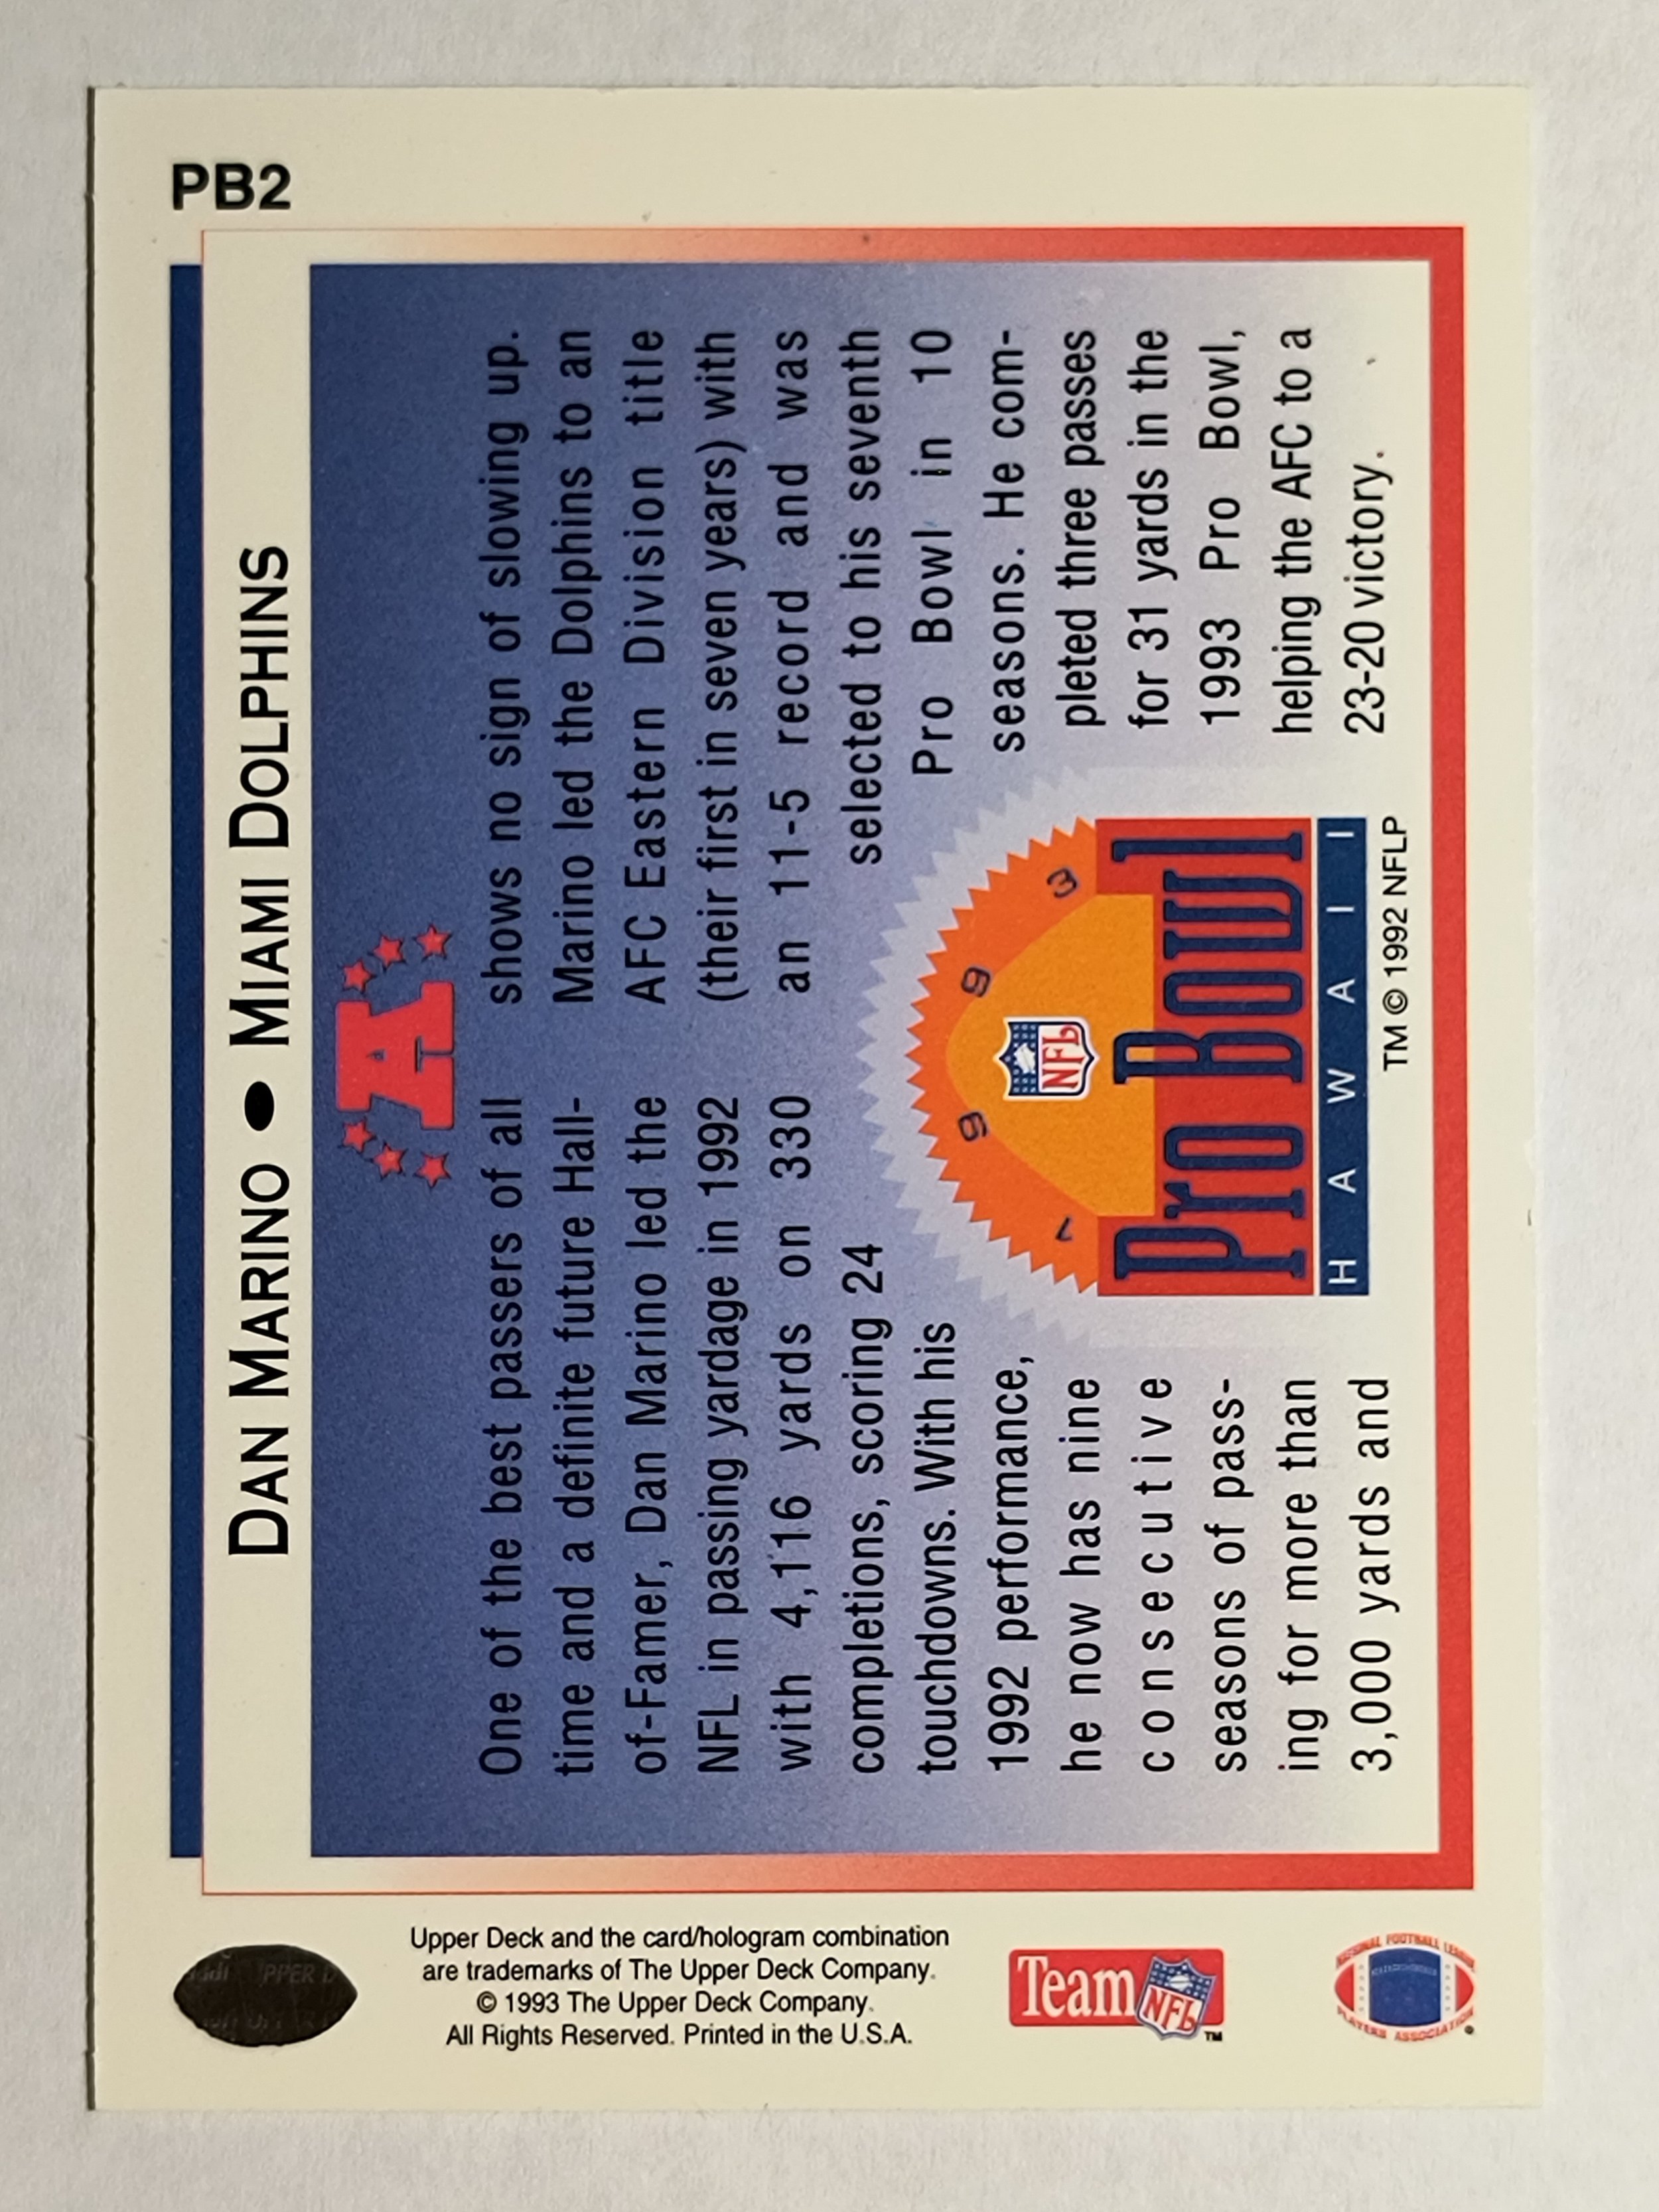 PB2
DAN MARINO ● MIAMI DOLPHINS
A
One of the best passers of all
time and a definite future Hall-
of-Famer, Dan Marino led the
NFL in passing yardage in 1992
with 4,116 yards on 330
completions, scoring 24
touchdowns. With his
1992 performance,
he now has nine
consecutive
seasons of pass-
ing for more than
3,000 yards and
shows no sign of slowing up.
Marino led the Dolphins to an
AFC Eastern Division title
(their first in seven years) with
an 11-5 record and was
selected to his seventh
Pro Bowl in 10
seasons. He com-
pleted three passes
for 31 yards in the
1993 Pro Bowl,
helping the AFC to a
23-20 victory.
1993
NFL
Pro Bowl
HAWAII
TM © 1992 NFLP
UPPER D
Upper Deck and the card/hologram combination
are trademarks of The Upper Deck Company.
© 1993 The Upper Deck Company.
All Rights Reserved. Printed in the U.S.A.
Team NFL TM
NATIONAL FOOTBALL LEAGUE
PLAYERS ASSOCIATION